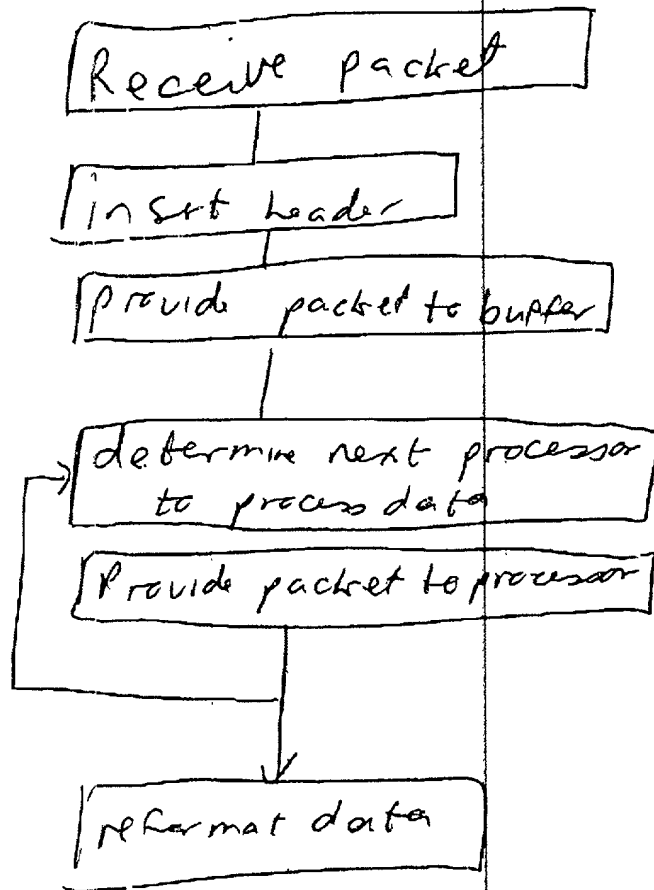 Receive packet
insert header
provide packet to buffer
determine next processor
to process data
Provide packet to processor
reformat data